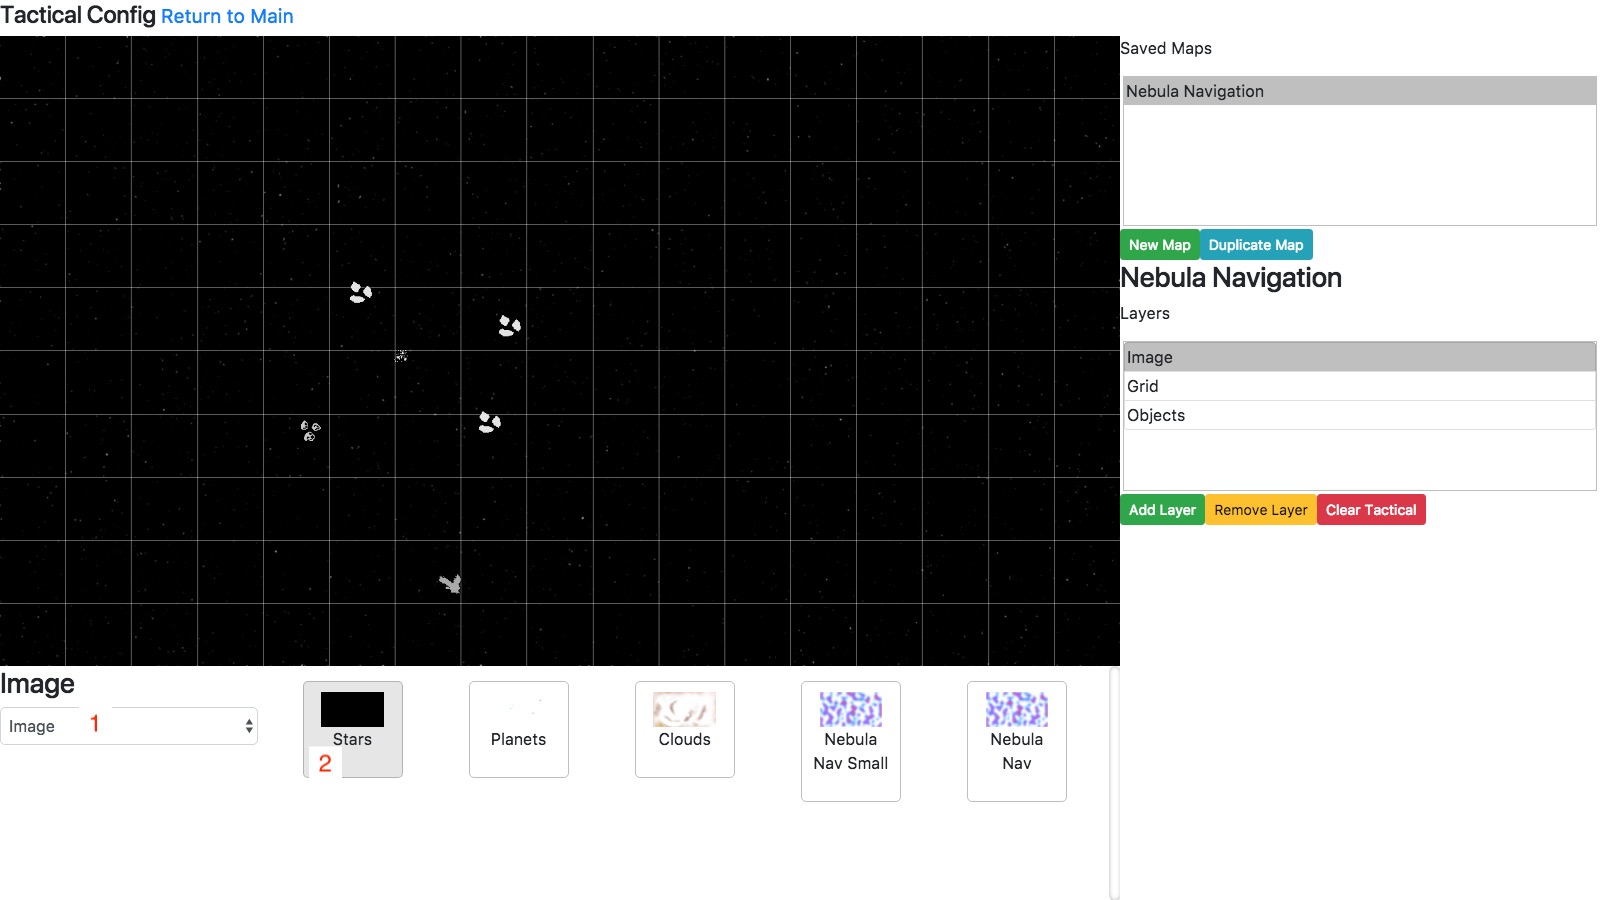 Tactical Config Return to Main
Saved Maps
Nebula Navigation
New Map Duplicate Map
Nebula Navigation
Layers
Image
Grid
Objects
Add Layer Remove Layer Clear Tactical
Image
Image 1
Stars
2
Planets
Clouds
Nebula
Nav Small
Nebula
Nav